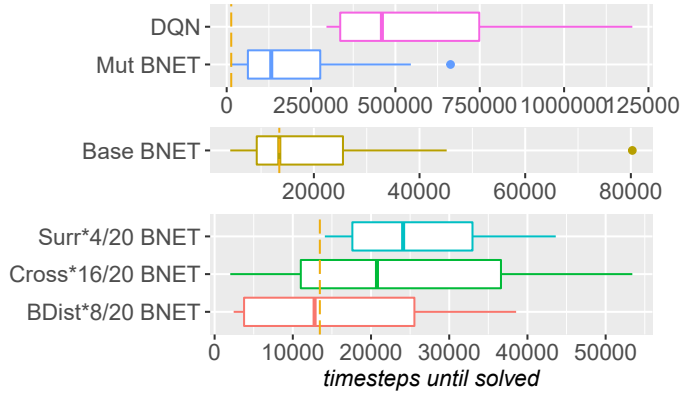 DQN
Mut BNET
0 250000 500000 750000 1000000 125000
Base BNET
20000 40000 60000 80000
Surr*4/20 BNET
Cross*16/20 BNET
BDist*8/20 BNET
0 10000 20000 30000 40000 50000
timesteps until solved